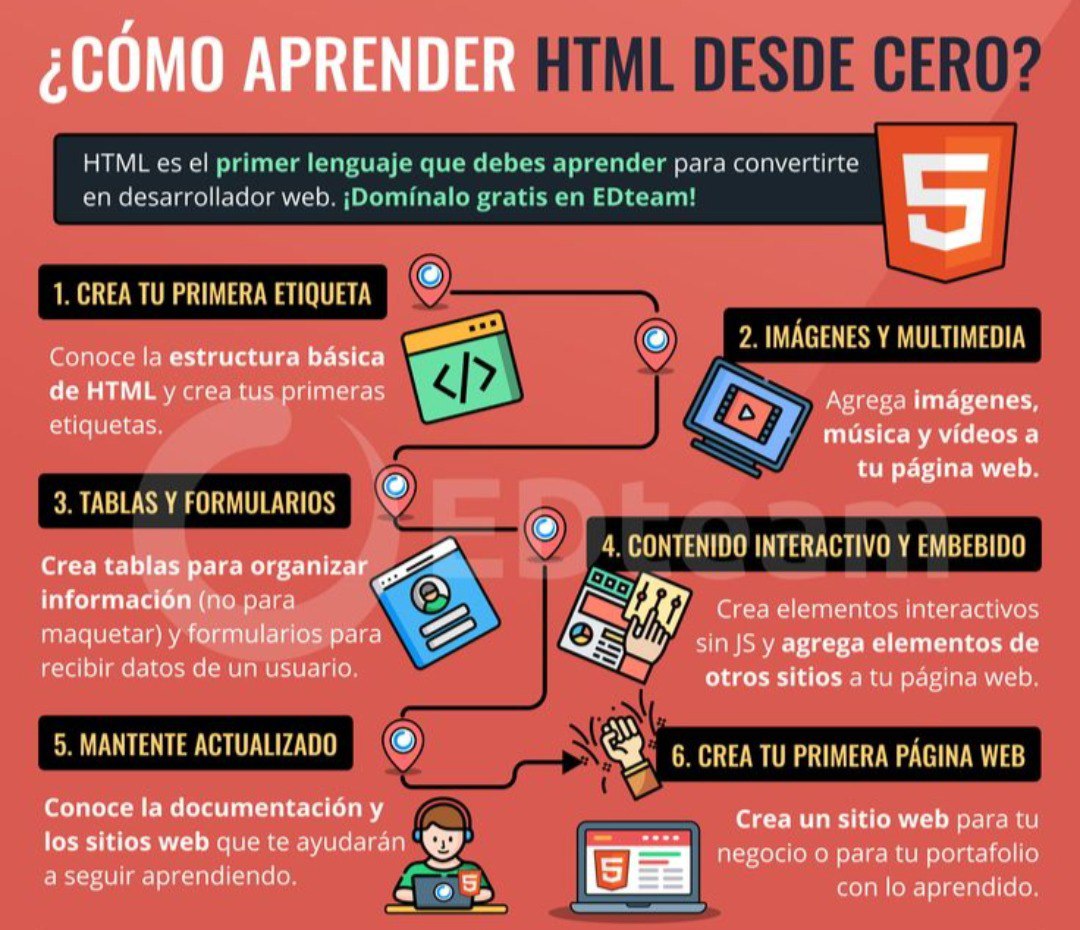 ¿CÓMO APRENDER HTML DESDE CERO?
HTML es el primer lenguaje que debes aprender para convertirte
en desarrollador web. ¡Domínalo gratis en EDteam!
5
1. CREA TU PRIMERA ETIQUETA
Conoce la estructura básica
de HTML y crea tus primeras
etiquetas.
</>
2. IMÁGENES Y MULTIMEDIA
Agrega imágenes,
música y vídeos a
tu página web.
3. TABLAS Y FORMULARIOS
Crea tablas para organizar
información (no para
maquetar) y formularios para
recibir datos de un usuario.
EDteam
4. CONTENIDO INTERACTIVO Y EMBEBIDO
Crea elementos interactivos
sin JS y agrega elementos de
otros sitios a tu página web.
5. MANTENTE ACTUALIZADO
Conoce la documentación y
los sitios web que te ayudarán
a seguir aprendiendo.
5
6. CREA TU PRIMERA PÁGINA WEB
Crea un sitio web para tu
negocio o para tu portafolio
con lo aprendido.
5